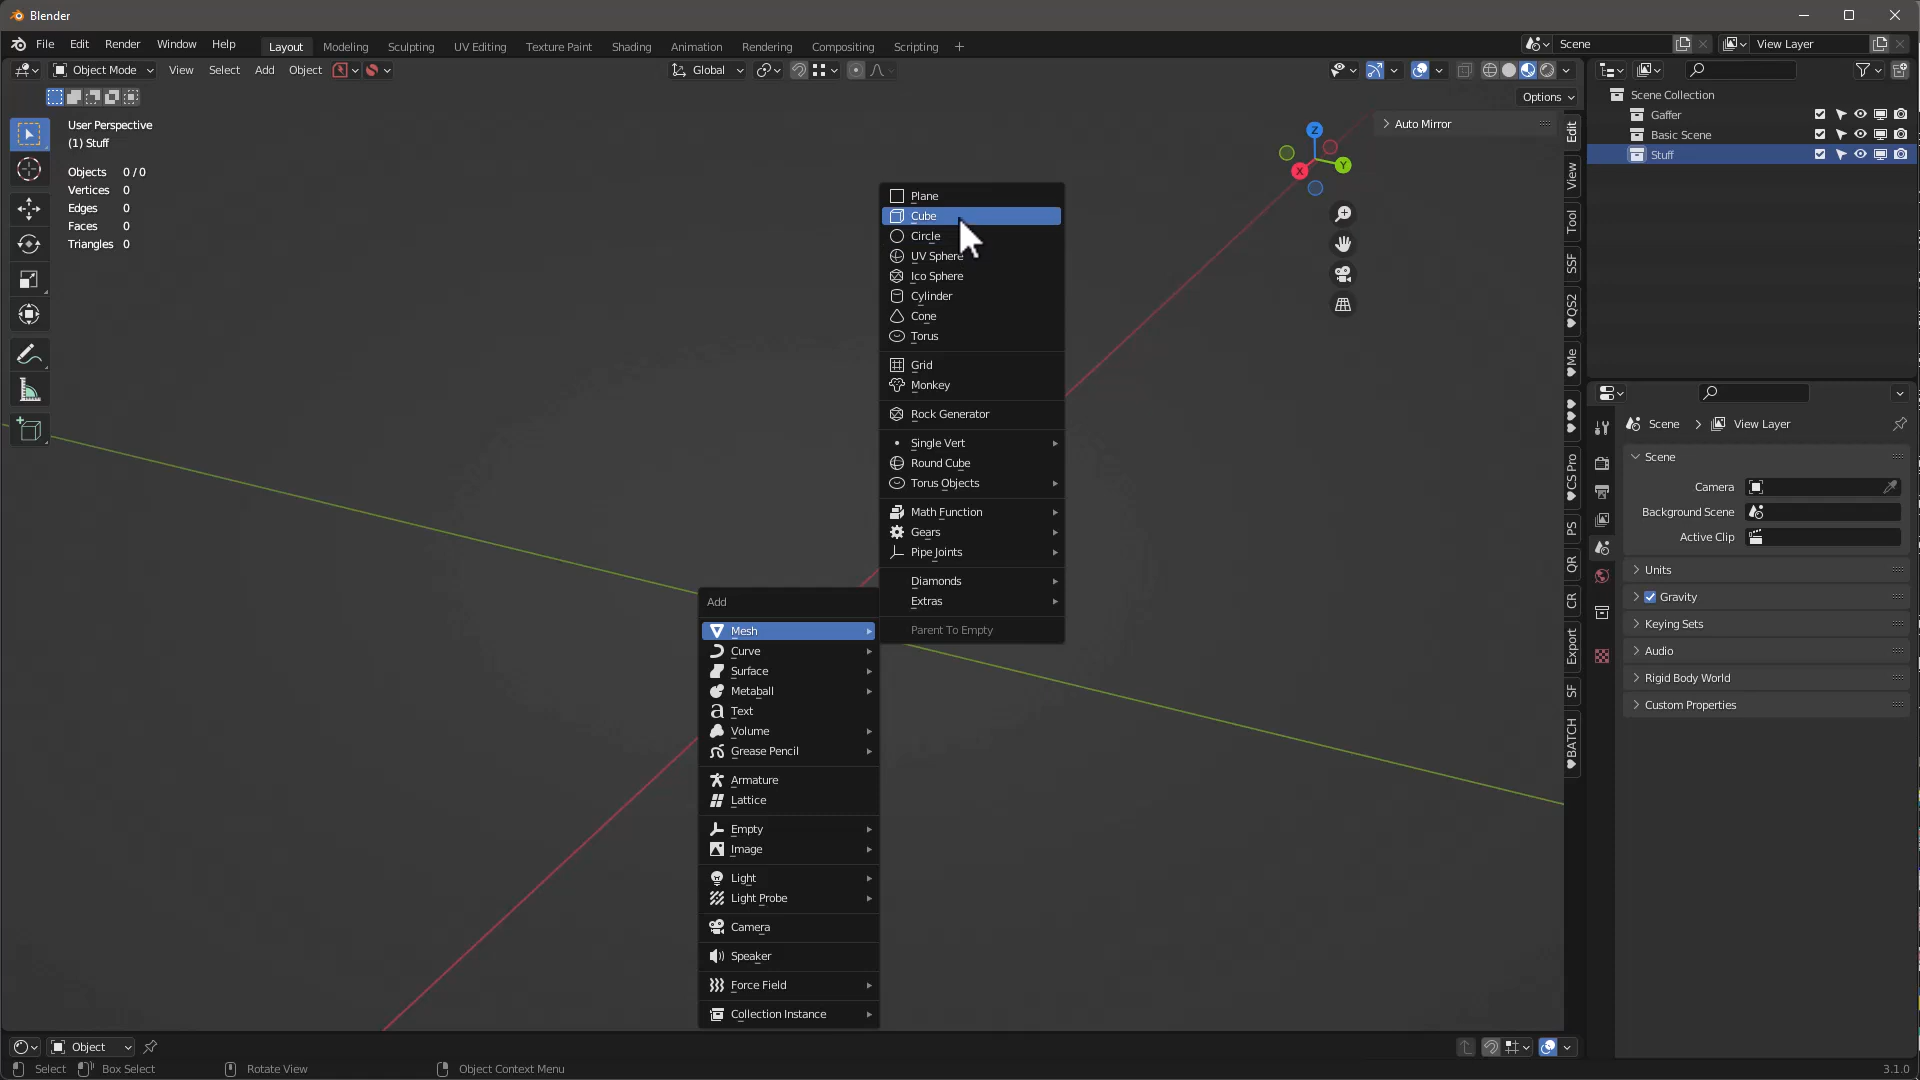 Blender
File Edit Render Window Help Layout Modeling Sculpting UV Editing Texture Paint Shading Animation Rendering Compositing Scripting + Scene View Layer
Object Mode View Select Add Object Global
Options
User Perspective
(1) Stuff
Objects 0 / 0
Vertices 0
Edges 0
Faces 0
Triangles 0
Auto Mirror
Z
Y
X
Plane
Cube
Circle
UV Sphere
Ico Sphere
Cylinder
Cone
Torus
Grid
Monkey
Rock Generator
Single Vert
Round Cube
Torus Objects
Math Function
Gears
Pipe Joints
Diamonds
Extras
Parent To Empty
Add
Mesh
Curve
Surface
Metaball
Text
Volume
Grease Pencil
Armature
Lattice
Empty
Image
Light
Light Probe
Camera
Speaker
Force Field
Collection Instance
Edit
View
Tool
SSF
♥QS2
♥Me
♥♥♥
♥CS Pro
PS
QR
CR
Export
SF
♥BATCH
Scene Collection
Gaffer
Basic Scene
Stuff
Scene > View Layer
Scene
Camera
Background Scene
Active Clip
Units
Gravity
Keying Sets
Audio
Rigid Body World
Custom Properties
Object
Select Box Select Rotate View Object Context Menu 3.1.0